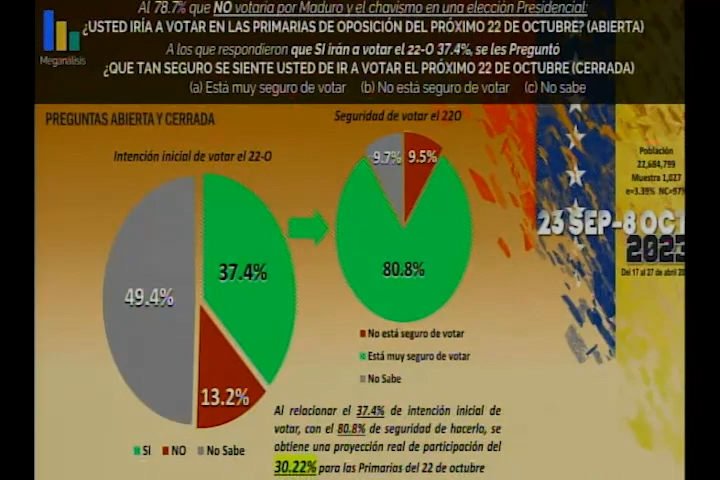 Al 78.7% que NO votaría por Maduro y el chavismo en una elección Presidencial:
¿USTED IRÍA A VOTAR EN LAS PRIMARIAS DE OPOSICIÓN DEL PRÓXIMO 22 DE OCTUBRE? (ABIERTA)
A los que respondieron que SI irán a votar el 22-O 37.4%, se les Preguntó
¿QUE TAN SEGURO SE SIENTE USTED DE IR A VOTAR EL PRÓXIMO 22 DE OCTUBRE (CERRADA)
(a) Está muy seguro de votar (b) No está seguro de votar (c) No sabe
Meganálisis
PREGUNTAS ABIERTA Y CERRADA
Intención inicial de votar el 22-O
49.4%
37.4%
13.2%
SI NO No Sabe
Seguridad de votar el 22O
9.7% 9.5%
80.8%
No está seguro de votar
Está muy seguro de votar
No Sabe
Al relacionar el 37.4% de intención inicial de
votar, con el 80.8% de seguridad de hacerlo, se
obtiene una proyección real de participación del
30.22% para las Primarias del 22 de octubre
Población
22,684,799
Muestra 1,027
e=3.39% NC=97%
23 SEP-8 OCT
2023
Del 17 al 27 de abril 20